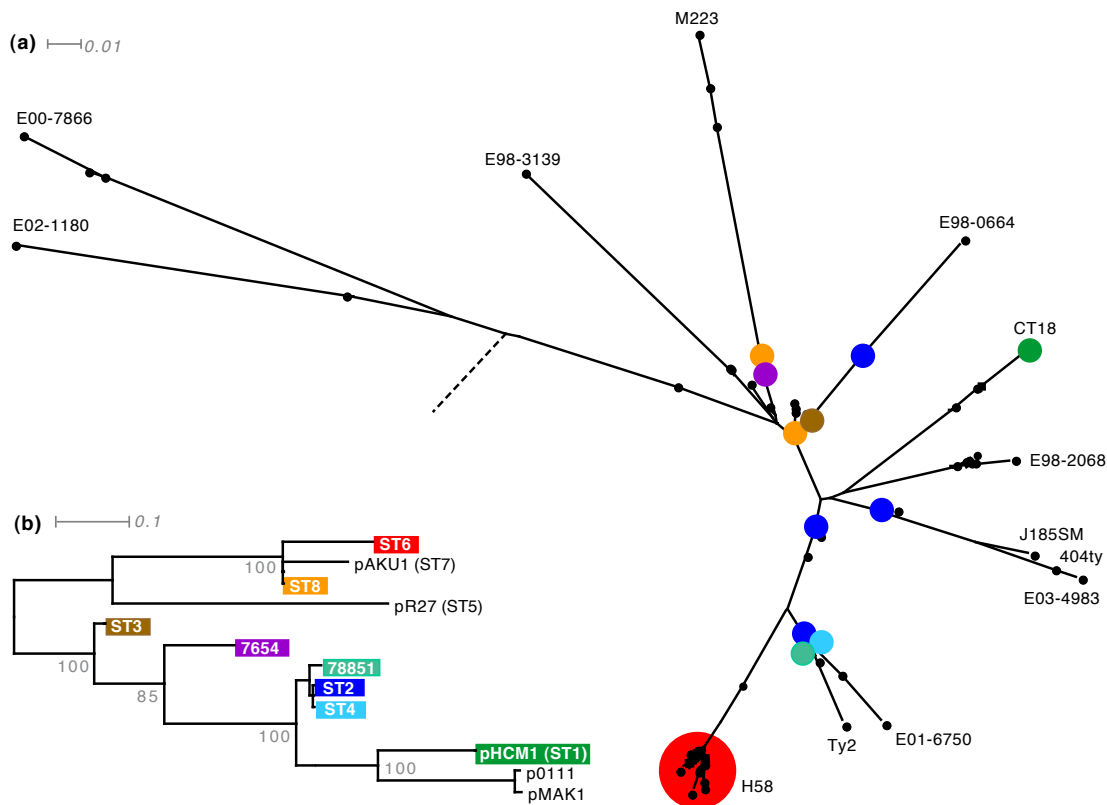 M223
(a) 0.01
E00-7866
E98-3139
E02-1180
E98-0664
CT18
E98-2068
(b) 0.1
J185SM
404ty
E03-4983
ST6
100
pAKU1 (ST7)
ST8
pR27 (ST5)
ST3
100
7654
85
78851
ST2
ST4
100
pHCM1 (ST1)
100
p0111
pMAK1
Ty2
E01-6750
H58